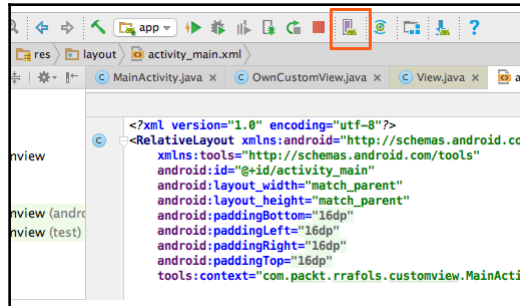 app
?
res layout activity_main.xml
MainActivity.java × OwnCustomView.java × View.java × a
<?xml version="1.0" encoding="utf-8"?>
<RelativeLayout xmlns:android="http://schemas.android.co
mview xmlns:tools="http://schemas.android.com/tools"
android:id="@+id/activity_main"
android:layout_width="match_parent"
android:layout_height="match_parent"
mview (andro android:paddingBottom="16dp"
mview (test) android:paddingLeft="16dp"
android:paddingRight="16dp"
android:paddingTop="16dp"
tools:context="com.packt.rrafols.customview.MainActi